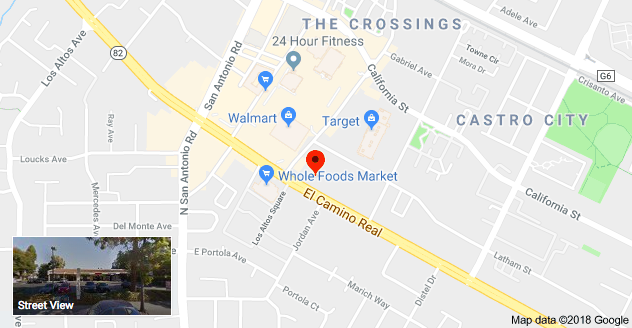 THE CROSSINGS
Adele Ave
24 Hour Fitness
Towne Cir
Mora Dr
Gabriel Ave
Crisanto Ave
G6
Los Altos Ave
82
San Antonio Rd
California St
Walmart
Target
CASTRO CITY
Ray Ave
Loucks Ave
N San Antonio Rd
Whole Foods Market
El Camino Real
California St
Mercedes Ave
Los Altos Square
Jordan Ave
Del Monte Ave
E Portola Ave
Latham St
Marich Way
Distel Dr
Portola Ct
Street View
Map data ©2018 Google